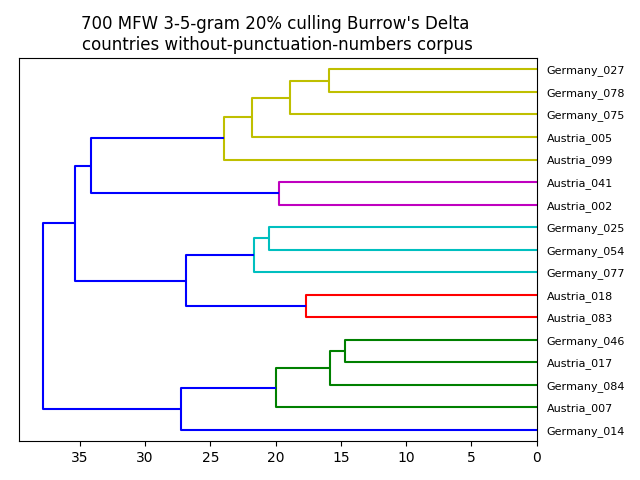 700 MFW 3-5-gram 20% culling Burrow's Delta
countries without-punctuation-numbers corpus
Germany_027
Germany_078
Germany_075
Austria_005
Austria_099
Austria_041
Austria_002
Germany_025
Germany_054
Germany_077
Austria_018
Austria_083
Germany_046
Austria_017
Germany_084
Austria_007
Germany_014
35 30 25 20 15 10 5 0